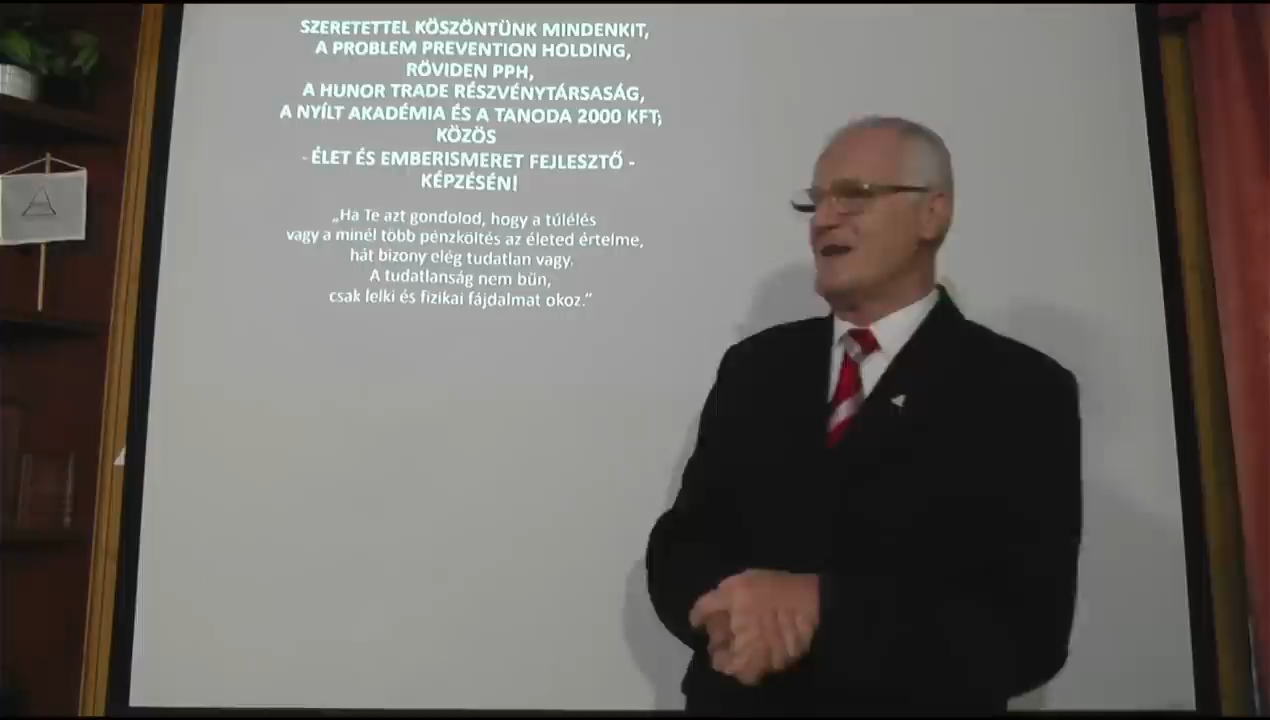 SZERETETTEL KÖSZÖNTÜNK MINDENKIT,
A PROBLEM PREVENTION HOLDING,
RÖVIDEN PPH,
A HUNOR TRADE RÉSZVÉNYTÁRSASÁG,
A NYÍLT AKADÉMIA ÉS A TANODA 2000 KFT;
KÖZÖS
- ÉLET ÉS EMBERISMERET FEJLESZTŐ -
KÉPZÉSÉN!
„Ha Te azt gondolod, hogy a túlélés
vagy a minél több pénzköltés az életed értelme,
hát bizony elég tudatlan vagy.
A tudatlanság nem bűn,
csak lelki és fizikai fájdalmat okoz.”